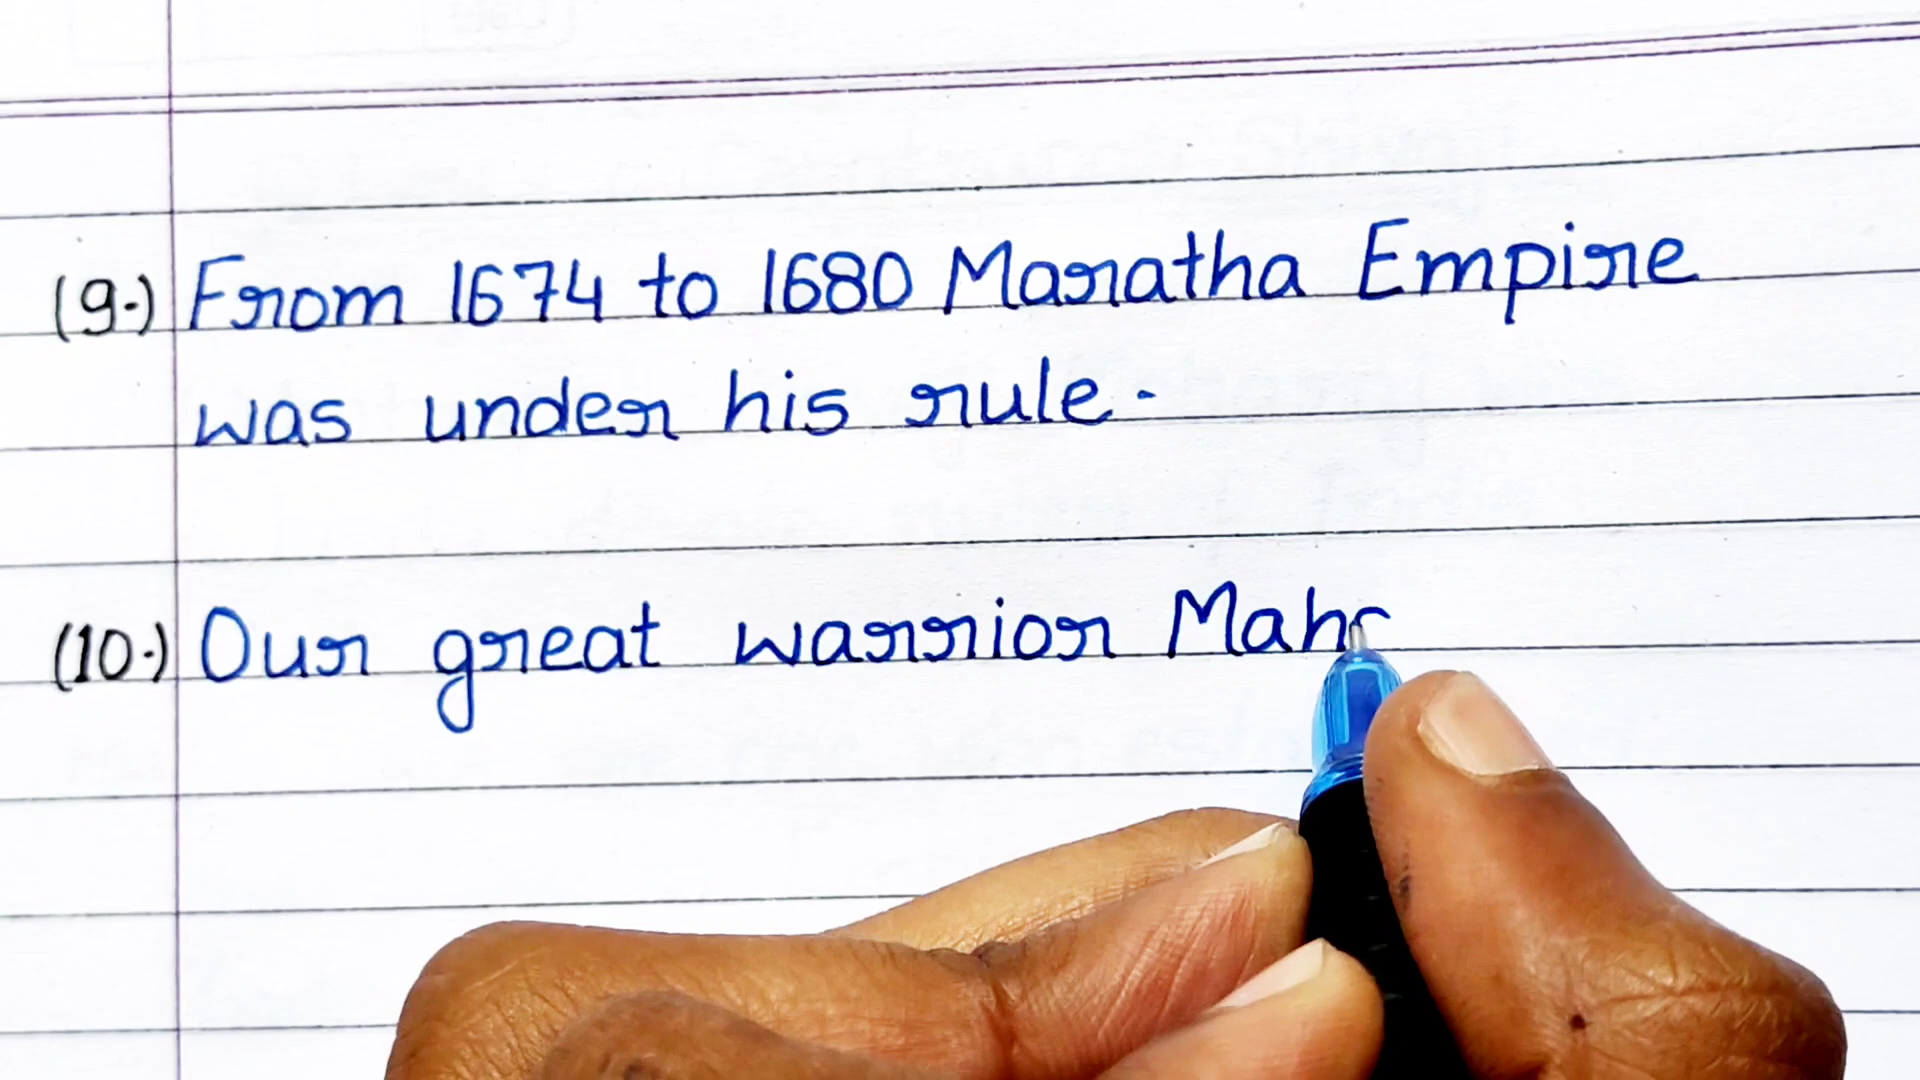 (9.) From 1674 to 1680 Maratha Empire
was under his rule.
(10.) Our great warrior Mah